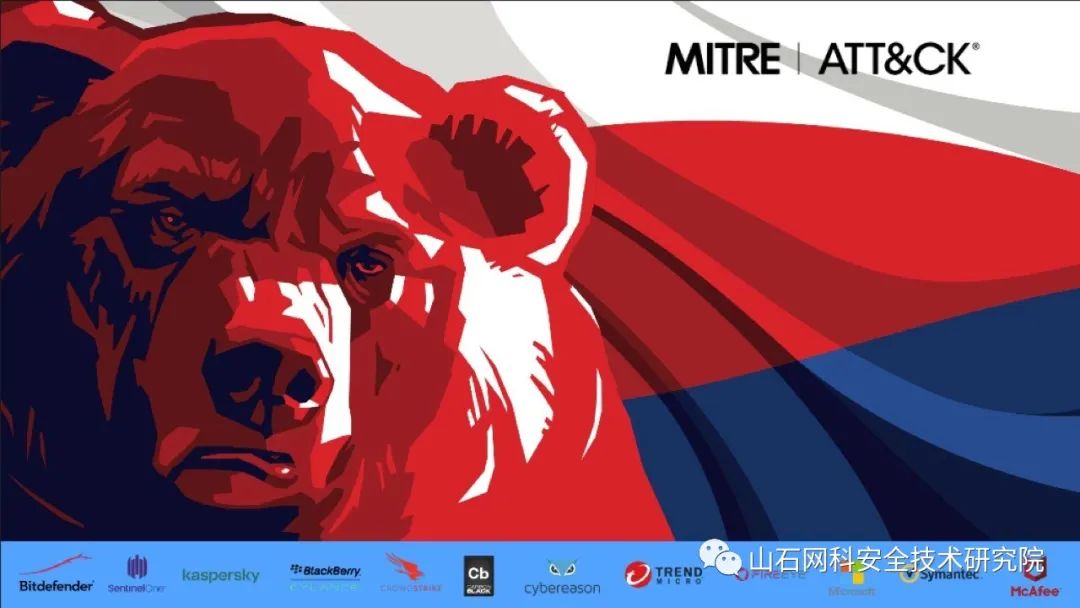 MITRE | ATT&CK®
Bitdefender®
SentinelOne
kaspersky
BlackBerry.
CYLANCE
CROWDSTRIKE
Cb
CARBON
BLACK
cybereason
TREND
MICRO
FIREEYE
Microsoft
Symantec.
McAfee
山石网科安全技术研究院